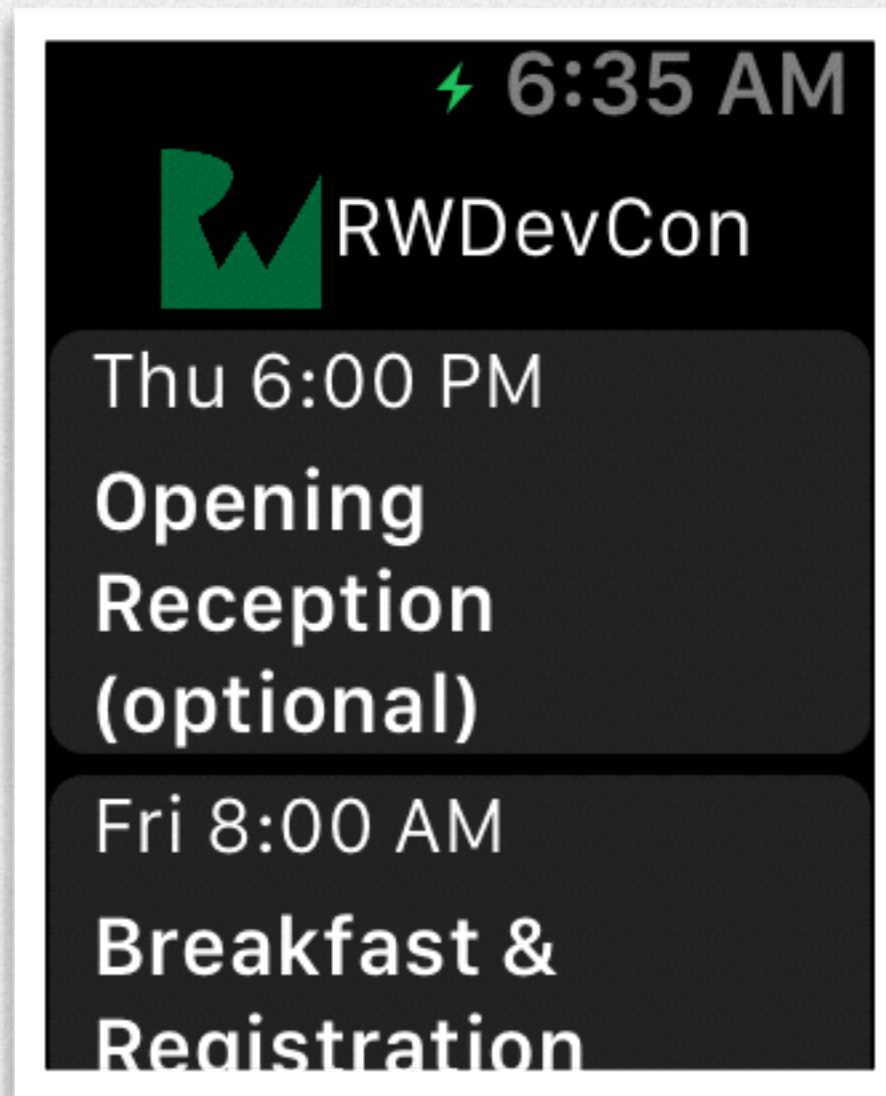 6:35 AM
RWDevCon
Thu 6:00 PM
Opening
Reception
(optional)
Fri 8:00 AM
Breakfast &
Registration